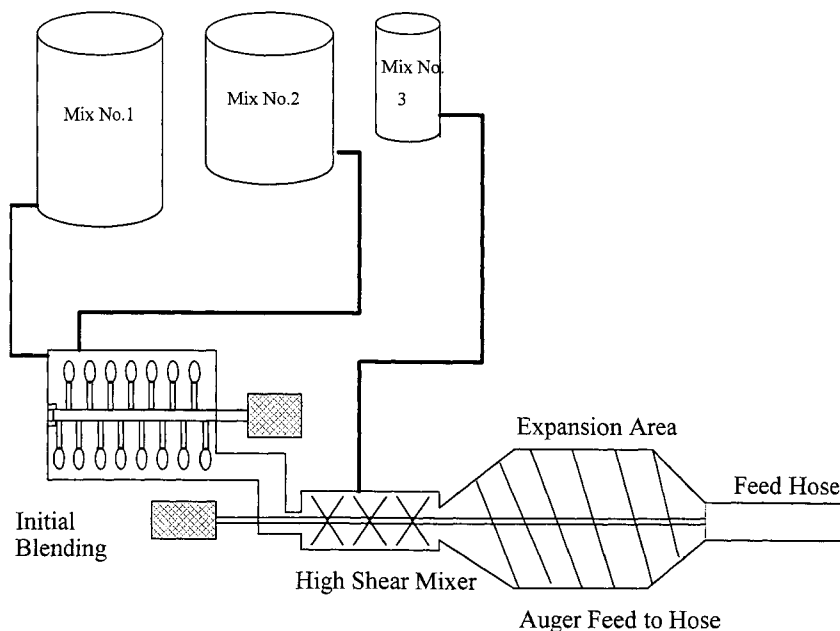 Mix No.1
Mix No.2
Mix No.
3
Expansion Area
Feed Hose
Initial
Blending
High Shear Mixer
Auger Feed to Hose